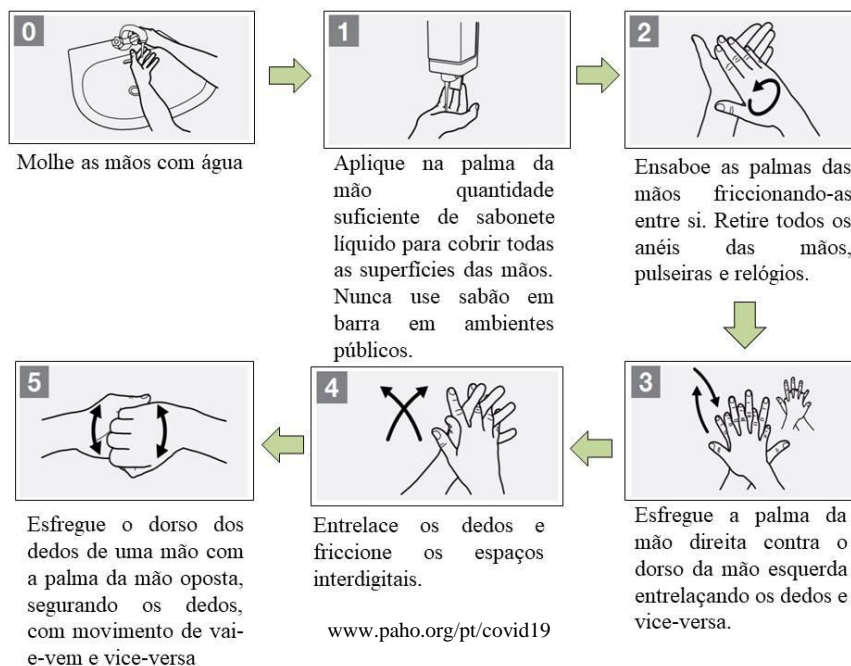 0
Molhe as mãos com água
1
Aplique na palma da
mão quantidade
suficiente de sabonete
líquido para cobrir todas
as superfícies das mãos.
Nunca use sabão em
barra em ambientes
públicos.
2
Ensaboe as palmas das
mãos friccionando-as
entre si. Retire todos os
anéis das mãos,
pulseiras e relógios.
3
Esfregue a palma da
mão direita contra o
dorso da mão esquerda
entrelaçando os dedos e
vice-versa.
4
Entrelace os dedos e
friccione os espaços
interdigitais.
5
Esfregue o dorso dos
dedos de uma mão com
a palma da mão oposta,
segurando os dedos,
com movimento de vai-
e-vem e vice-versa
www.paho.org/pt/covid19